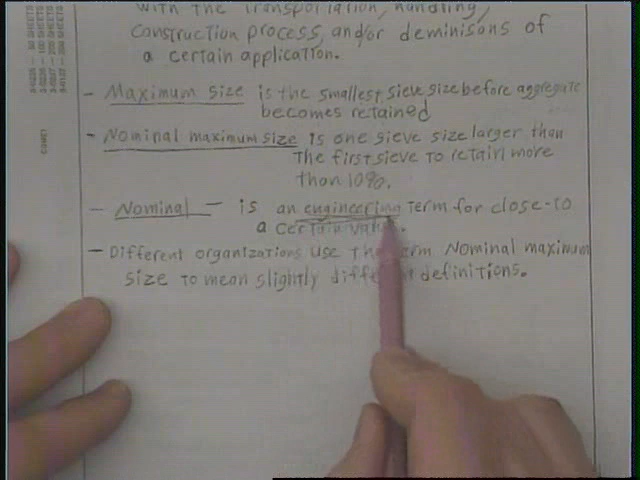 with the transportation, handling,
construction process, and/or deminisons of
a certain application.
- Maximum size is the smallest sieve size before aggregate
becomes retained
- Nominal maximum size is one sieve size larger than
the first sieve to retain more
than 10%.
- Nominal - is an engineering term for close-to
a certain value.
- Different organizations use the term Nominal maximum
size to mean slightly different definitions.